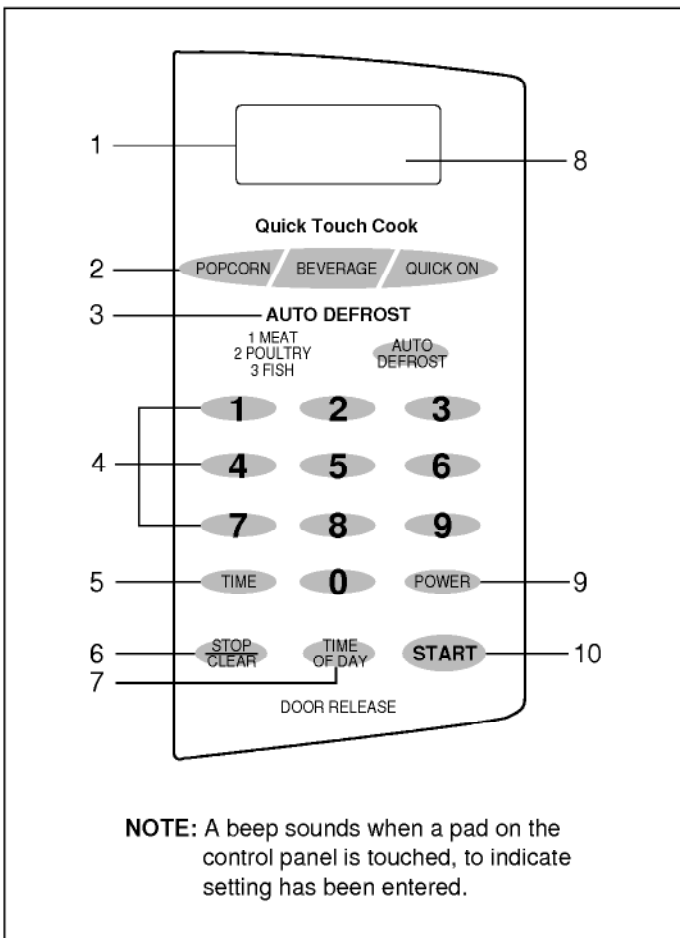 1
8
Quick Touch Cook
2 POPCORN BEVERAGE QUICK ON
3 AUTO DEFROST
1 MEAT
2 POULTRY
3 FISH
AUTO
DEFROST
1 2 3
4 4 5 6
7 8 9
5 TIME 0 POWER 9
6 STOP
CLEAR
TIME
OF DAY
START 10
7
DOOR RELEASE
NOTE: A beep sounds when a pad on the
control panel is touched, to indicate
setting has been entered.